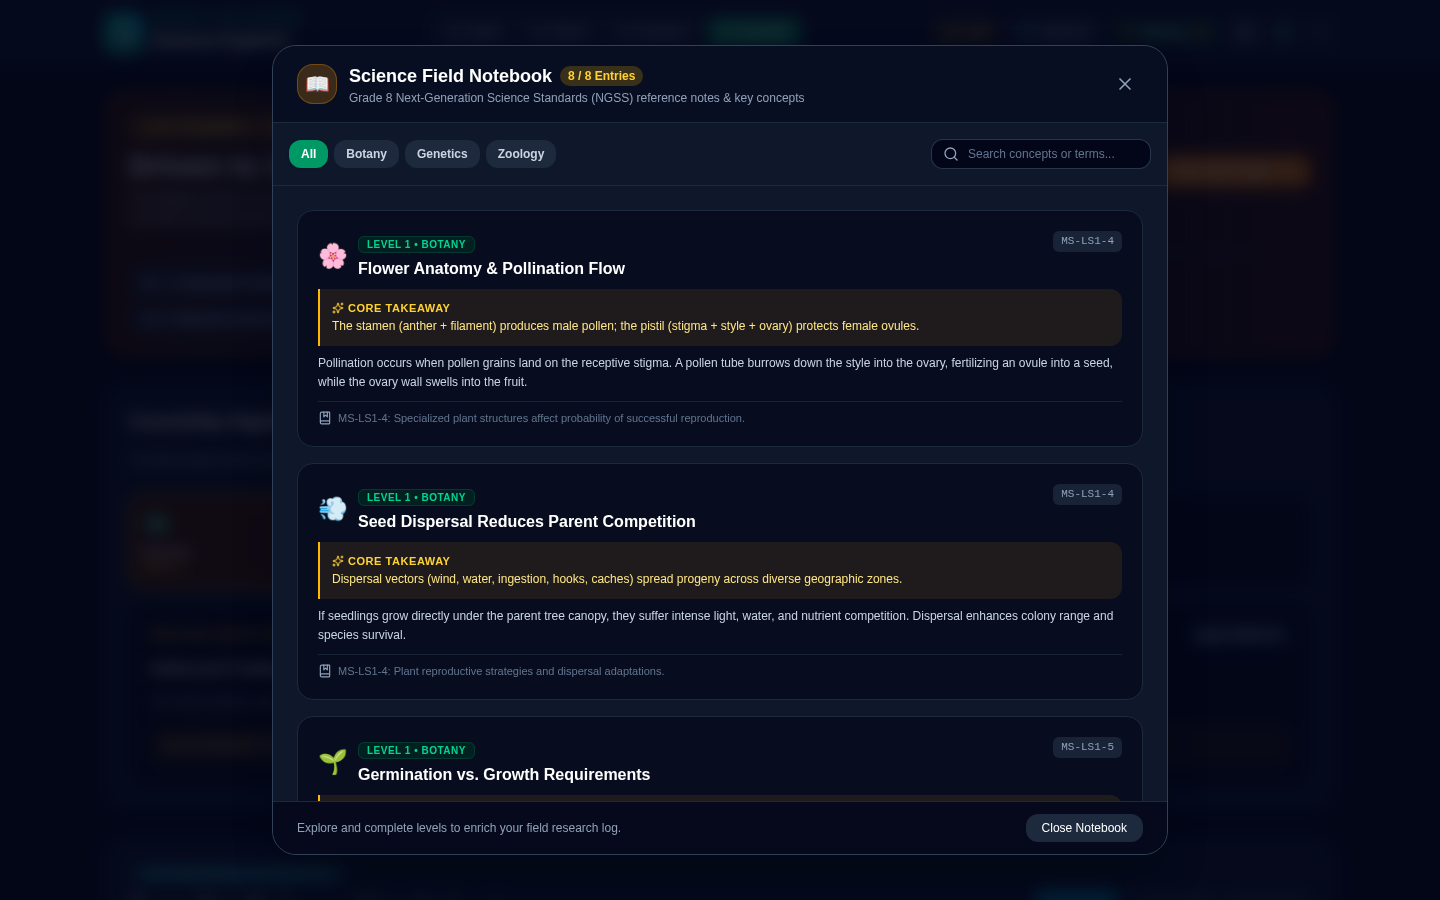 Science Field Notebook
8 / 8 Entries
Grade 8 Next-Generation Science Standards (NGSS) reference notes & key concepts
All
Botany
Genetics
Zoology
Search concepts or terms...
LEVEL 1 • BOTANY
MS-LS1-4
Flower Anatomy & Pollination Flow
CORE TAKEAWAY
The stamen (anther + filament) produces male pollen; the pistil (stigma + style + ovary) protects female ovules.
Pollination occurs when pollen grains land on the receptive stigma. A pollen tube burrows down the style into the ovary, fertilizing an ovule into a seed,
while the ovary wall swells into the fruit.
MS-LS1-4: Specialized plant structures affect probability of successful reproduction.
LEVEL 1 • BOTANY
MS-LS1-4
Seed Dispersal Reduces Parent Competition
CORE TAKEAWAY
Dispersal vectors (wind, water, ingestion, hooks, caches) spread progeny across diverse geographic zones.
If seedlings grow directly under the parent tree canopy, they suffer intense light, water, and nutrient competition. Dispersal enhances colony range and
species survival.
MS-LS1-4: Plant reproductive strategies and dispersal adaptations.
LEVEL 1 • BOTANY
MS-LS1-5
Germination vs. Growth Requirements
Explore and complete levels to enrich your field research log.
Close Notebook